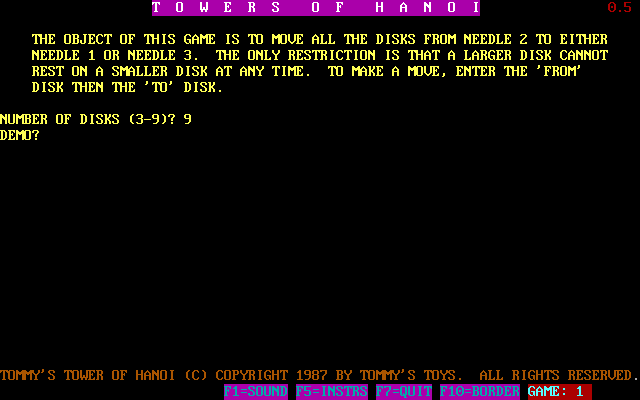 T O W E R S   O F   H A N O I   0.5
THE OBJECT OF THIS GAME IS TO MOVE ALL THE DISKS FROM NEEDLE 2 TO EITHER
NEEDLE 1 OR NEEDLE 3.  THE ONLY RESTRICTION IS THAT A LARGER DISK CANNOT
REST ON A SMALLER DISK AT ANY TIME.  TO MAKE A MOVE, ENTER THE 'FROM'
DISK THEN THE 'TO' DISK.
NUMBER OF DISKS (3-9)? 9
DEMO?
TOMMY'S TOWER OF HANOI (C) COPYRIGHT 1987 BY TOMMY'S TOYS.  ALL RIGHTS RESERVED.
F1=SOUND F5=INSTRS F7=QUIT F10=BORDER GAME: 1